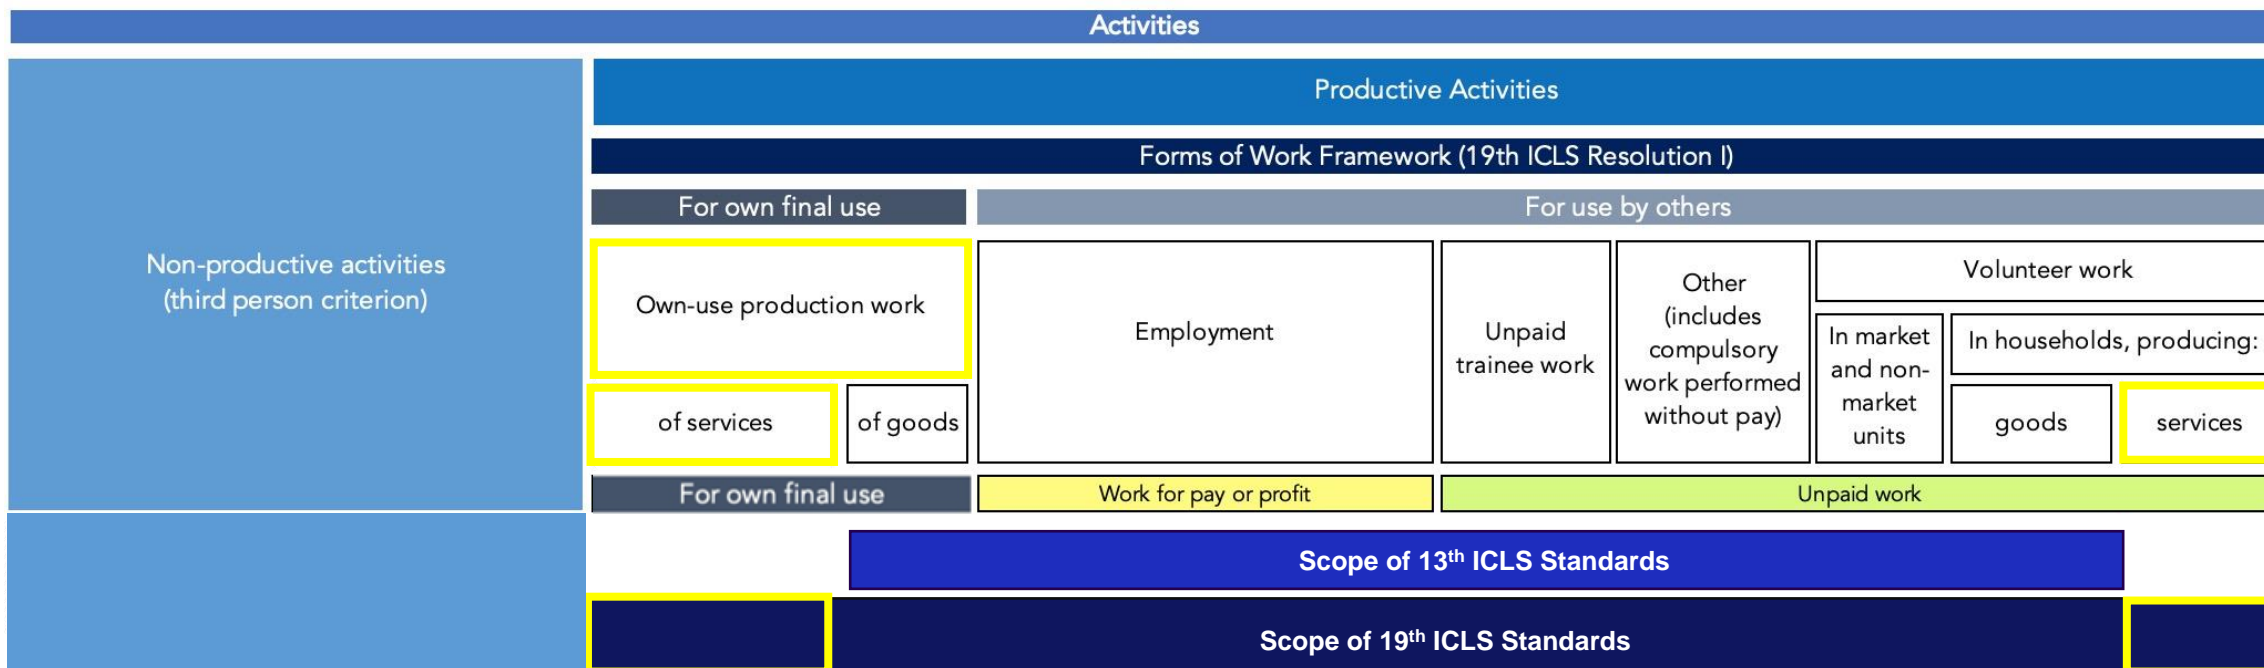 Activities
Productive Activities
Forms of Work Framework (19th ICLS Resolution I)
For own final use
For use by others
Non-productive activities
(third person criterion)
Own-use production work
of services
of goods
Employment
Unpaid
trainee work
Other
(includes
compulsory
work performed
without pay)
Volunteer work
In market
and non-
market
units
In households, producing:
goods
services
For own final use
Work for pay or profit
Unpaid work
Scope of 13th ICLS Standards
Scope of 19th ICLS Standards